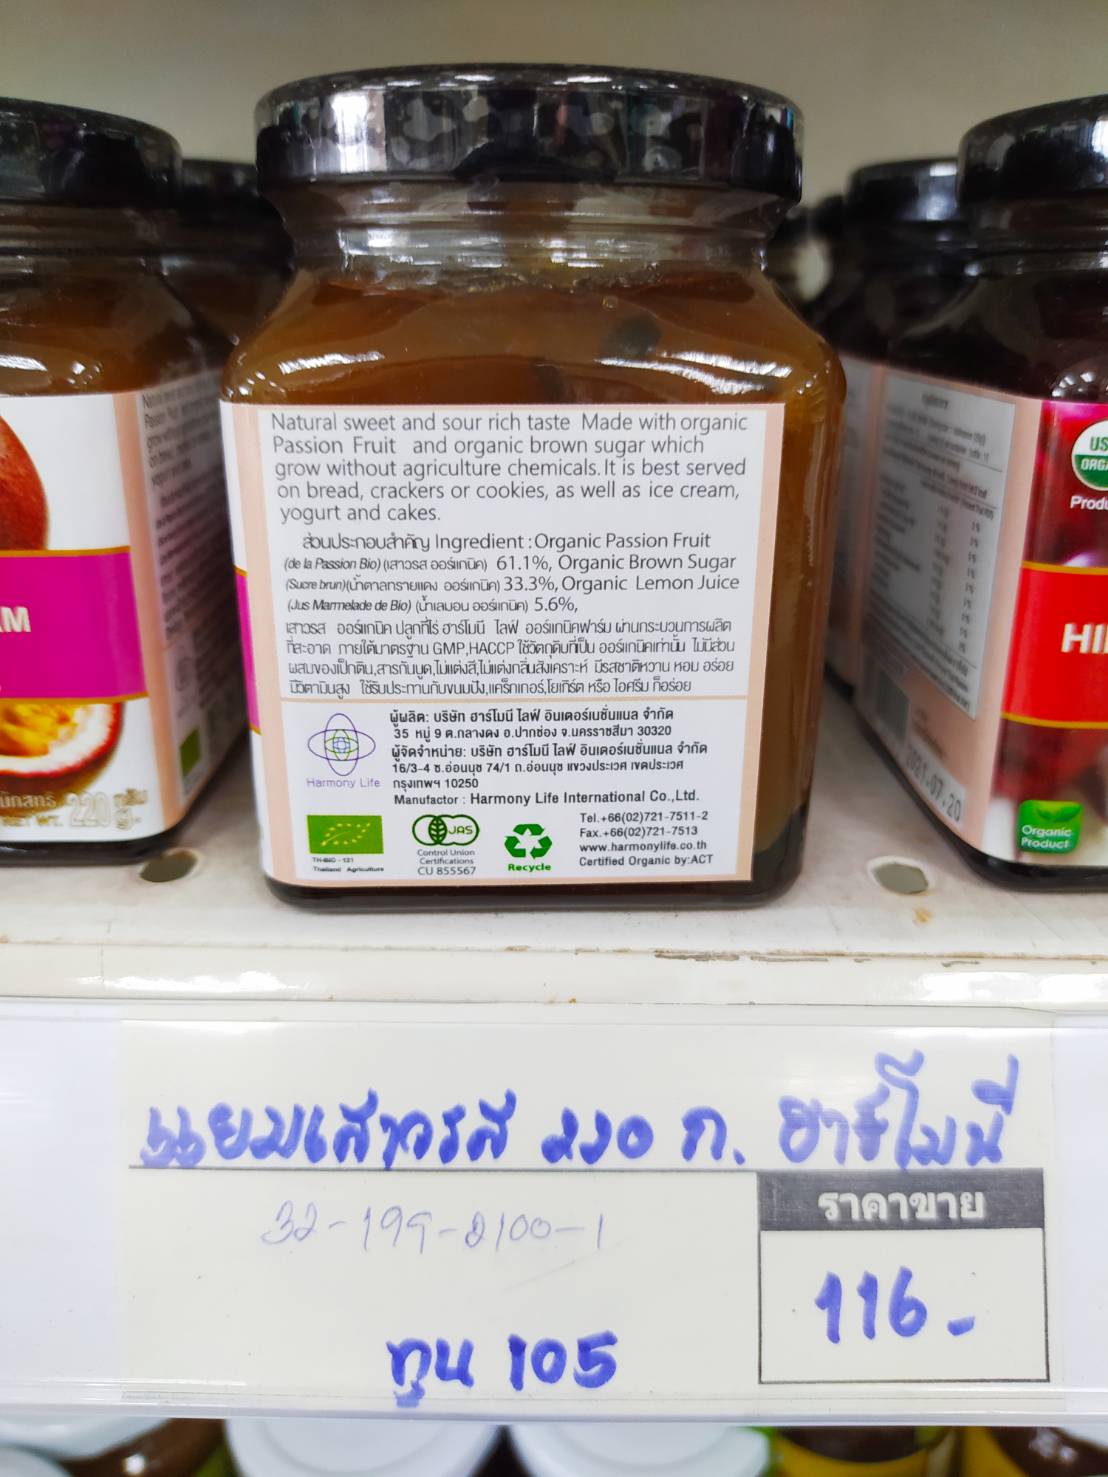 Natural sweet and sour rich taste Made with organic
Passion Fruit and organic brown sugar which
grow without agriculture chemicals. It is best served
on bread, crackers or cookies, as well as ice cream,
yogurt and cakes.
ส่วนประกอบสำคัญ Ingredient : Organic Passion Fruit
(de la Passion Bio) (เสาวรส ออร์แกนิค) 61.1%, Organic Brown Sugar
(Sucre brun)(น้ำตาลทรายแดง ออร์แกนิค) 33.3%, Organic Lemon Juice
(Jus Marmelade de Bio) (น้ำเลมอน ออร์แกนิค) 5.6%,
เสาวรส ออร์แกนิค ปลูกที่ไร่ ฮาร์โมนี ไลฟ์ ออร์แกนิคฟาร์ม ผ่านกระบวนการผลิต
ที่สะอาด ภายใต้มาตรฐาน GMP,HACCP ใช้วัตถุดิบที่เป็น ออร์แกนิคเท่านั้น ไม่มีส่วน
ผสมของเป็กติน,สารกันบูด,ไม่แต่งสี,ไม่แต่งกลิ่นสังเคราะห์ มีรสชาติหวาน หอม อร่อย
มีวิตามินสูง ใช้รับประทานกับขนมปัง,แคร็กเกอร์,โยเกิร์ต หรือ ไอศรีม ก็อร่อย
Harmony Life
ผู้ผลิต: บริษัท ฮาร์โมนี ไลฟ์ อินเตอร์เนชั่นแนล จำกัด
35 หมู่ 9 ต.กลางดง อ.ปากช่อง จ.นครราชสีมา 30320
ผู้จัดจำหน่าย: บริษัท ฮาร์โมนี ไลฟ์ อินเตอร์เนชั่นแนล จำกัด
16/3-4 ซ.อ่อนนุช 74/1 ถ.อ่อนนุช แขวงประเวศ เขตประเวศ
กรุงเทพฯ 10250
Manufactor : Harmony Life International Co.,Ltd.
TH-BIO-121
Thailand Agriculture
JAS
Control Union
Certifications
CU 855567
Recycle
Tel.+66(02)721-7511-2
Fax.+66(02)721-7513
www.harmonylife.co.th
Certified Organic by:ACT
220
2021.07.20
Organic
Product
แยมเสาวรส 220 ก. ฮาร์โมนี
32-199-2100-1
ราคาขาย
116.-
ทุน 105